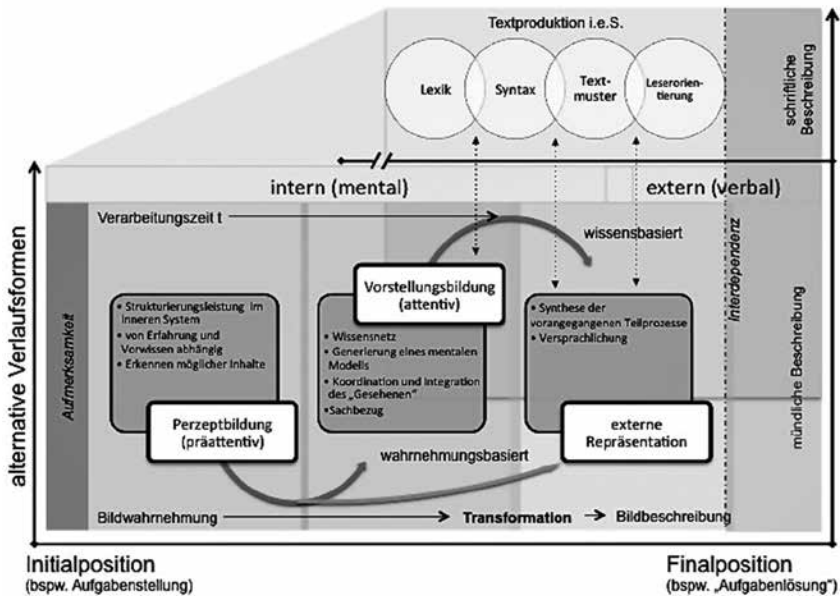 Textproduktion i.e.S.
Lexik
Syntax
Text-
muster
Leserorien-
tierung
schriftliche
Beschreibung
intern (mental)
extern (verbal)
alternative Verlaufsformen
Aufmerksamkeit
Verarbeitungszeit t
wissensbasiert
Interdependenz
mündliche Beschreibung
• Strukturierungsleistung im
inneren System
• von Erfahrung und
Vorwissen abhängig
• Erkennen möglicher Inhalte
Perzeptbildung
(präattentiv)
Vorstellungsbildung
(attentiv)
• Wissensnetz
• Generierung eines mentalen
Modells
• Koordination und Integration
des „Gesehenen“
• Sachbezug
• Synthese der
vorangegangenen Teilprozesse
• Versprachlichung
externe
Repräsentation
wahrnehmungsbasiert
Bildwahrnehmung
Transformation
Bildbeschreibung
Initialposition
(bspw. Aufgabenstellung)
Finalposition
(bspw. „Aufgabenlösung“)